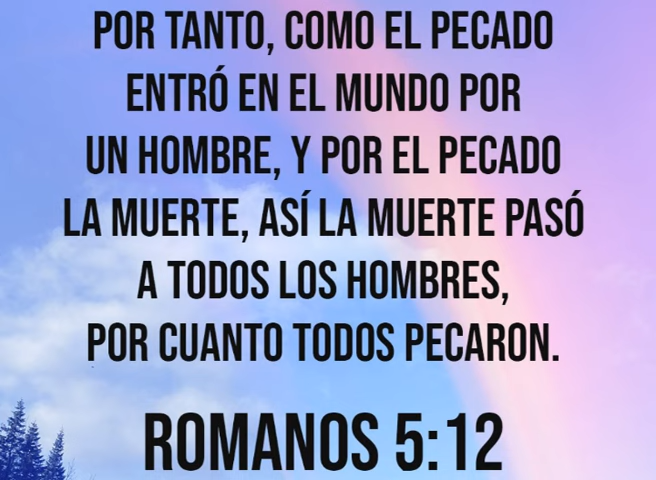 POR TANTO, COMO EL PECADO
ENTRÓ EN EL MUNDO POR
UN HOMBRE, Y POR EL PECADO
LA MUERTE, ASÍ LA MUERTE PASÓ
A TODOS LOS HOMBRES,
POR CUANTO TODOS PECARON.
ROMANOS 5:12